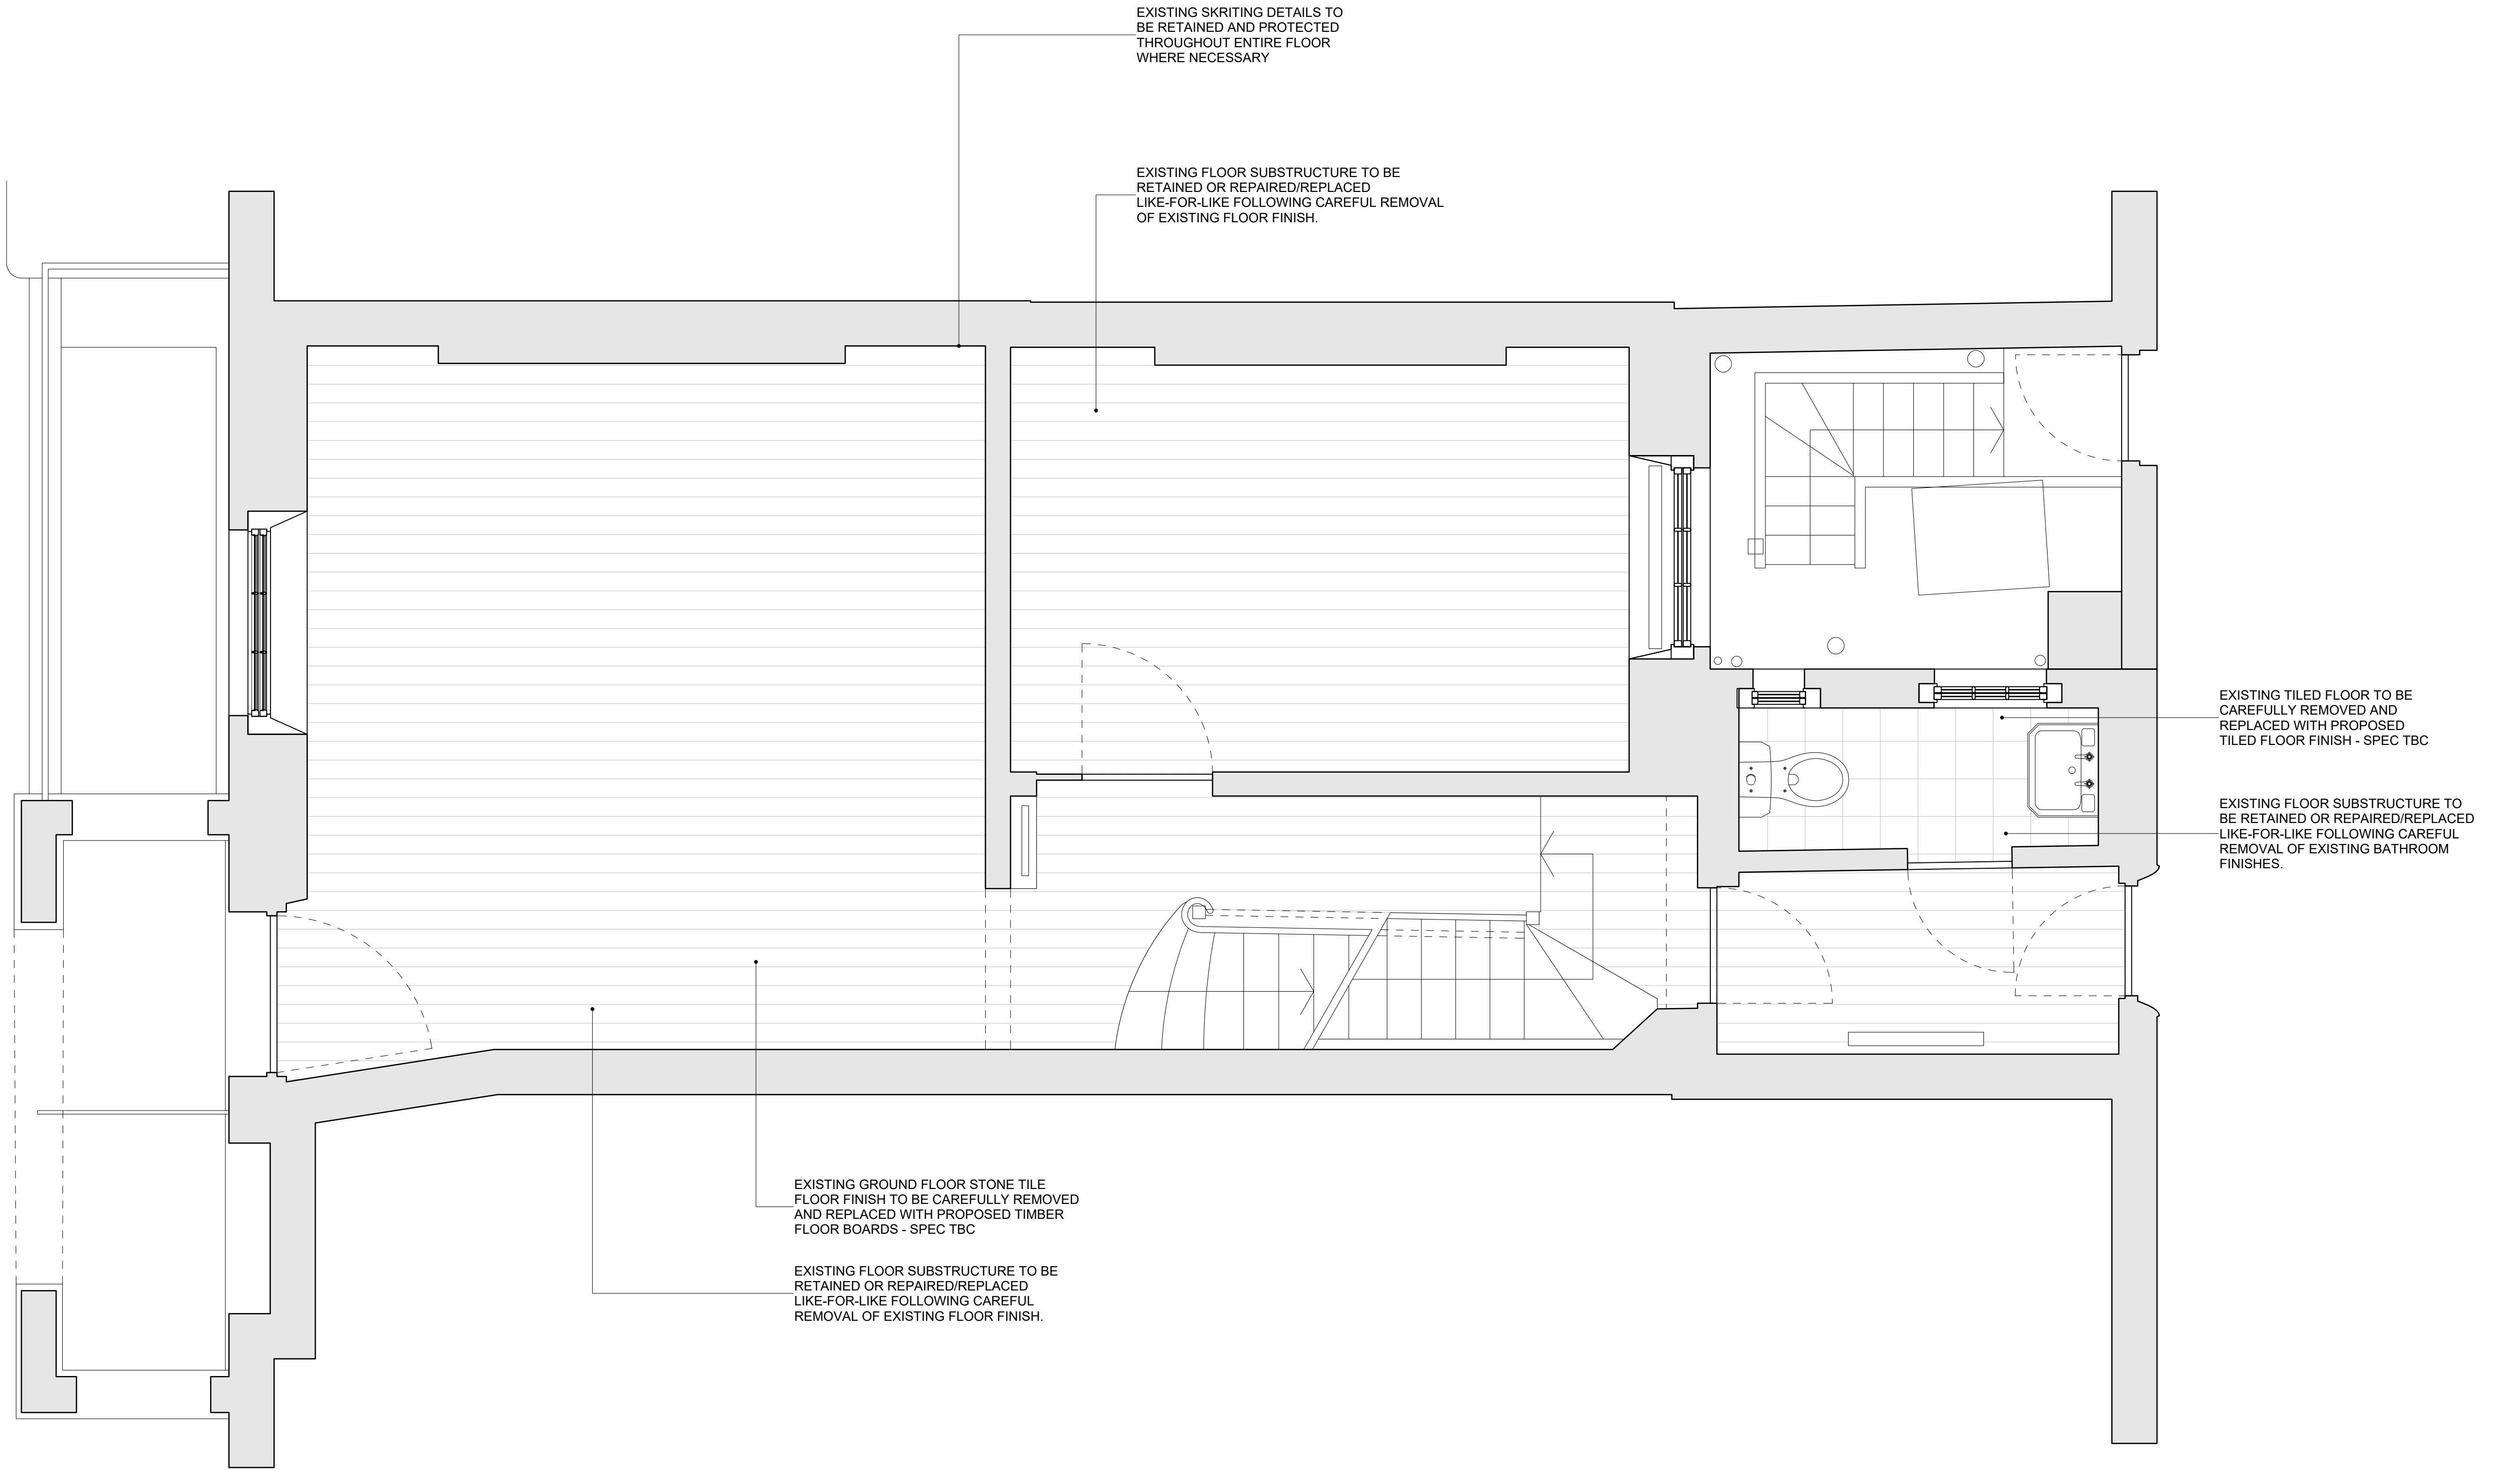 EXISTING SKRITING DETAILS TO
BE RETAINED AND PROTECTED
THROUGHOUT ENTIRE FLOOR
WHERE NECESSARY
EXISTING FLOOR SUBSTRUCTURE TO BE
RETAINED OR REPAIRED/REPLACED
LIKE-FOR-LIKE FOLLOWING CAREFUL REMOVAL
OF EXISTING FLOOR FINISH.
EXISTING TILED FLOOR TO BE
CAREFULLY REMOVED AND
REPLACED WITH PROPOSED
TILED FLOOR FINISH - SPEC TBC
EXISTING FLOOR SUBSTRUCTURE TO
BE RETAINED OR REPAIRED/REPLACED
LIKE-FOR-LIKE FOLLOWING CAREFUL
REMOVAL OF EXISTING BATHROOM
FINISHES.
EXISTING GROUND FLOOR STONE TILE
FLOOR FINISH TO BE CAREFULLY REMOVED
AND REPLACED WITH PROPOSED TIMBER
FLOOR BOARDS - SPEC TBC
EXISTING FLOOR SUBSTRUCTURE TO BE
RETAINED OR REPAIRED/REPLACED
LIKE-FOR-LIKE FOLLOWING CAREFUL
REMOVAL OF EXISTING FLOOR FINISH.